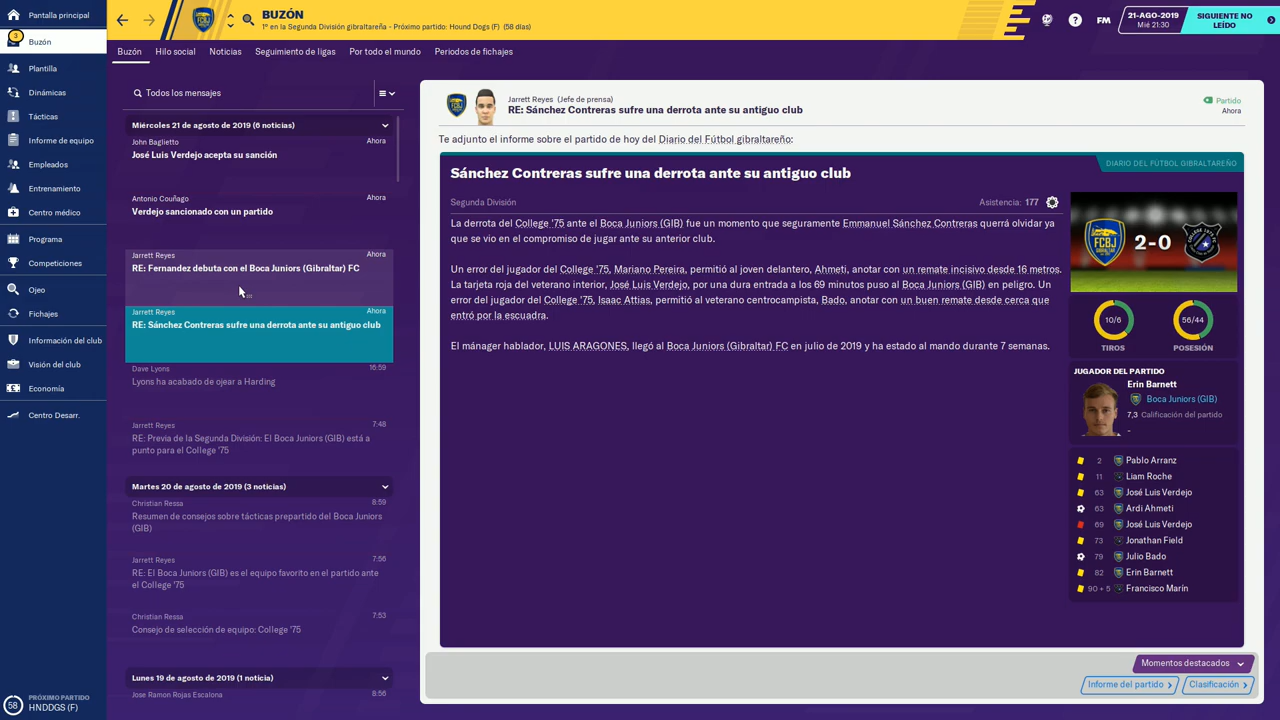 Pantalla principal
3
Buzón
Plantilla
Dinámicas
Tácticas
Informe de equipo
Empleados
Entrenamiento
Centro médico
Programa
Competiciones
Ojeo
Fichajes
Información del club
Visión del club
Economía
Centro Desarr.
58
PRÓXIMO PARTIDO
HNDDGS (F)
BUZÓN
1º en la Segunda División gibraltareña - Próximo partido: Hound Dogs (F) (58 días)
?
FM
21-AGO-2019
Mié 21:30
SIGUIENTE NO LEÍDO
Buzón
Hilo social
Noticias
Seguimiento de ligas
Por todo el mundo
Periodos de fichajes
Todos los mensajes
Miércoles 21 de agosto de 2019 (6 noticias)
John Baglietto
Ahora
José Luis Verdejo acepta su sanción
Antonio Couñago
Ahora
Verdejo sancionado con un partido
Jarrett Reyes
Ahora
RE: Fernandez debuta con el Boca Juniors (Gibraltar) FC
Jarrett Reyes
Ahora
RE: Sánchez Contreras sufre una derrota ante su antiguo club
Dave Lyons
16:59
Lyons ha acabado de ojear a Harding
Jarrett Reyes
7:48
RE: Previa de la Segunda División: El Boca Juniors (GIB) está a
punto para el College '75
Martes 20 de agosto de 2019 (3 noticias)
Christian Ressa
8:59
Resumen de consejos sobre tácticas prepartido del Boca Juniors
(GIB)
Jarrett Reyes
7:56
RE: El Boca Juniors (GIB) es el equipo favorito en el partido ante
el College '75
Christian Ressa
7:53
Consejo de selección de equipo: College '75
Lunes 19 de agosto de 2019 (1 noticia)
Jose Ramon Rojas Escalona
8:56
Jarrett Reyes (Jefe de prensa)
RE: Sánchez Contreras sufre una derrota ante su antiguo club
Partido
Ahora
Te adjunto el informe sobre el partido de hoy del Diario del Fútbol gibraltareño:
DIARIO DEL FÚTBOL GIBRALTAREÑO
Sánchez Contreras sufre una derrota ante su antiguo club
Segunda División
Asistencia: 177
La derrota del College '75 ante el Boca Juniors (GIB) fue un momento que seguramente Emmanuel Sánchez Contreras querrá olvidar ya
que se vio en el compromiso de jugar ante su anterior club.
Un error del jugador del College '75, Mariano Pereira, permitió al joven delantero, Ahmeti, anotar con un remate incisivo desde 16 metros.
La tarjeta roja del veterano interior, José Luis Verdejo, por una dura entrada a los 69 minutos puso al Boca Juniors (GIB) en peligro. Un
error del jugador del College '75, Isaac Attias, permitió al veterano centrocampista, Bado, anotar con un buen remate desde cerca que
entró por la escuadra.
El mánager hablador, LUIS ARAGONES, llegó al Boca Juniors (Gibraltar) FC en julio de 2019 y ha estado al mando durante 7 semanas.
FCBJ
2-0
10/6
TIROS
56/44
POSESIÓN
JUGADOR DEL PARTIDO
Erin Barnett
Boca Juniors (GIB)
7,3 Calificación del partido
-
2 Pablo Arranz
11 Liam Roche
63 José Luis Verdejo
63 Ardi Ahmeti
69 José Luis Verdejo
73 Jonathan Field
79 Julio Bado
82 Erin Barnett
90 + 5 Francisco Marín
Momentos destacados
Informe del partido
Clasificación